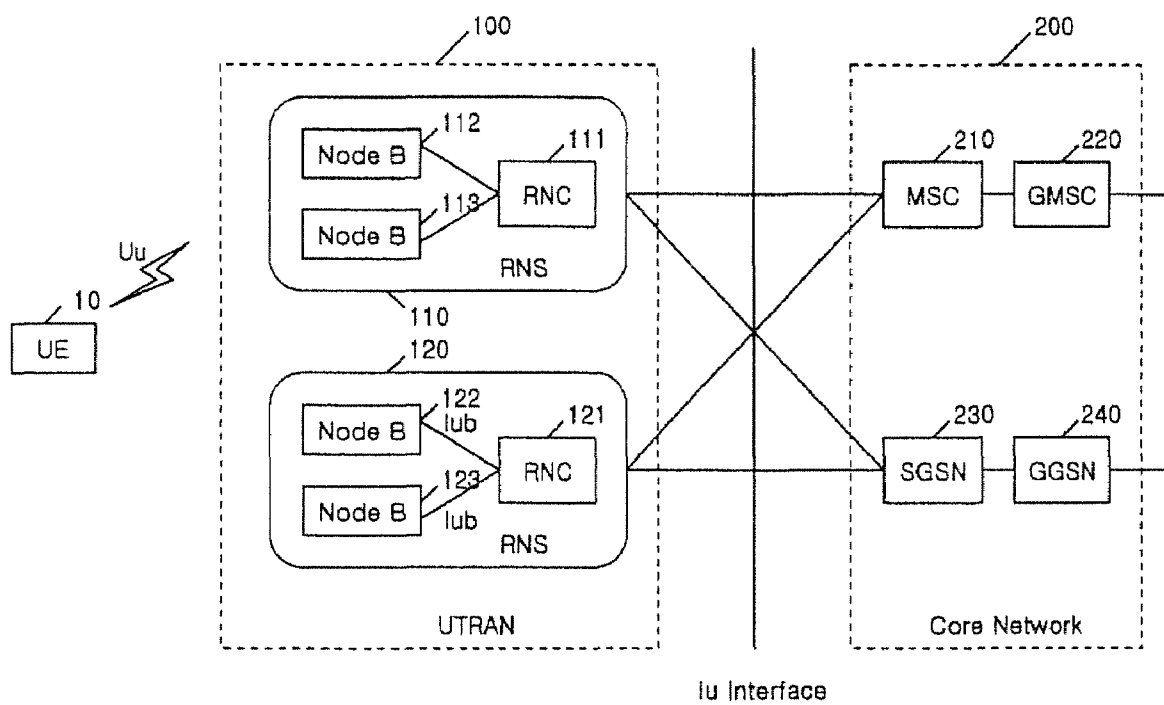 100
200
112
Node B
111
210
220
RNC
MSC
GMSC
113
Node B
Uu
RNS
10
110
UE
120
122
Iub
Node B
121
230
240
RNC
SGSN
GGSN
123
Node B
Iub
RNS
UTRAN
Core Network
Iu Interface